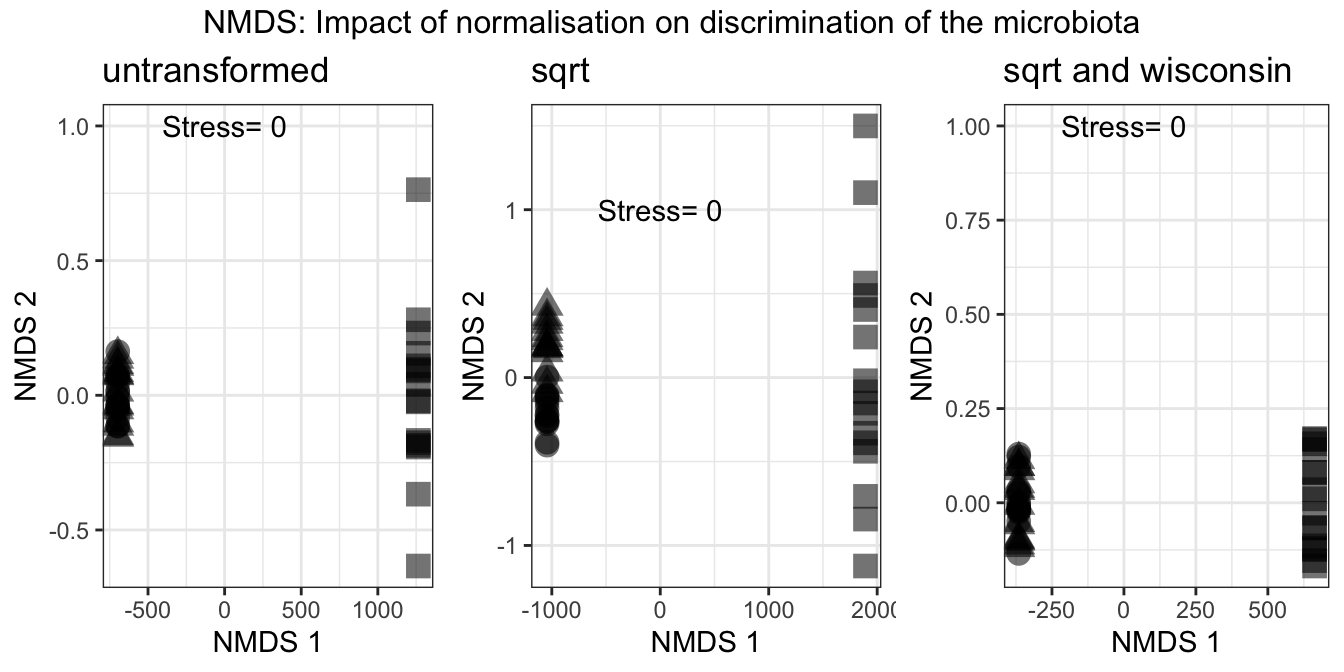 NMDS: Impact of normalisation on discrimination of the microbiota
untransformed
Stress= 0
1.0
0.5
0.0
-0.5
NMDS 2
-500 0 500 1000
NMDS 1
sqrt
Stress= 0
1
0
-1
NMDS 2
-1000 0 1000 200
NMDS 1
sqrt and wisconsin
Stress= 0
1.00
0.75
0.50
0.25
0.00
NMDS 2
-250 0 250 500
NMDS 1